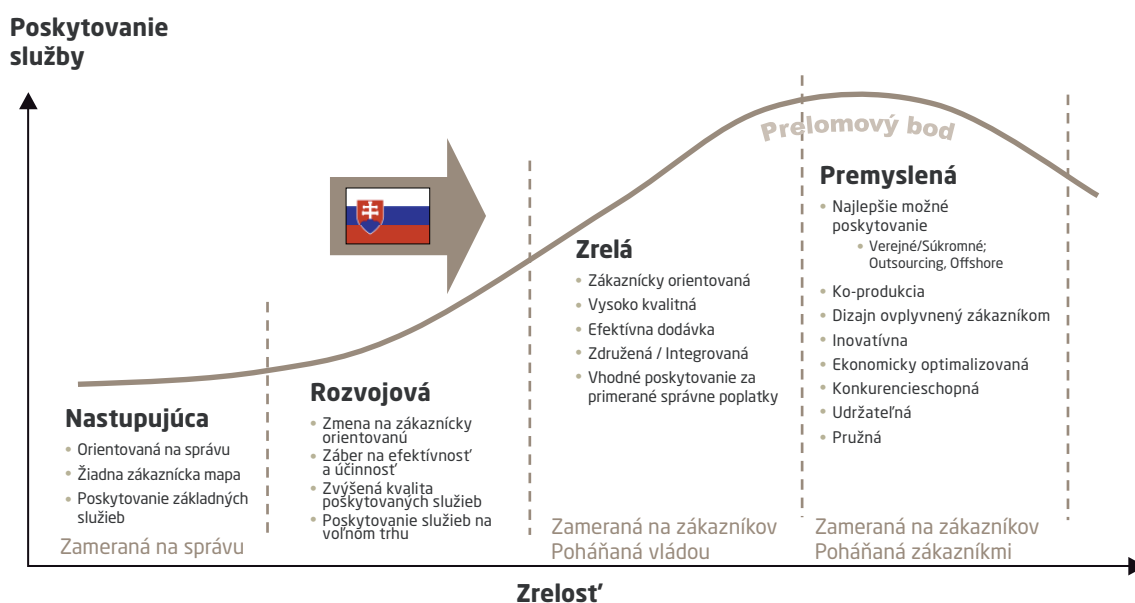 Poskytovanie
služby
Prelomový bod
Premyslená
• Najlepšie možné
poskytovanie
• Verejné/Súkromné;
Outsourcing, Offshore
• Ko-produkcia
• Dizajn ovplyvnený zákazníkom
• Inovatívna
• Ekonomicky optimalizovaná
• Konkurencieschopná
• Udržateľná
• Pružná
Zrelá
• Zákaznícky orientovaná
• Vysoko kvalitná
• Efektívna dodávka
• Združená / Integrovaná
• Vhodné poskytovanie za
primerané správne poplatky
Rozvojová
• Zmena na zákaznícky
orientovanú
• Záber na efektívnosť
a účinnosť
• Zvýšená kvalita
poskytovaných služieb
• Poskytovanie služieb na
voľnom trhu
Nastupujúca
• Orientovaná na správu
• Žiadna zákaznícka mapa
• Poskytovanie základných
služieb
Zameraná na správu
Zameraná na zákazníkov
Poháňaná vládou
Zameraná na zákazníkov
Poháňaná zákazníkmi
Zrelosť